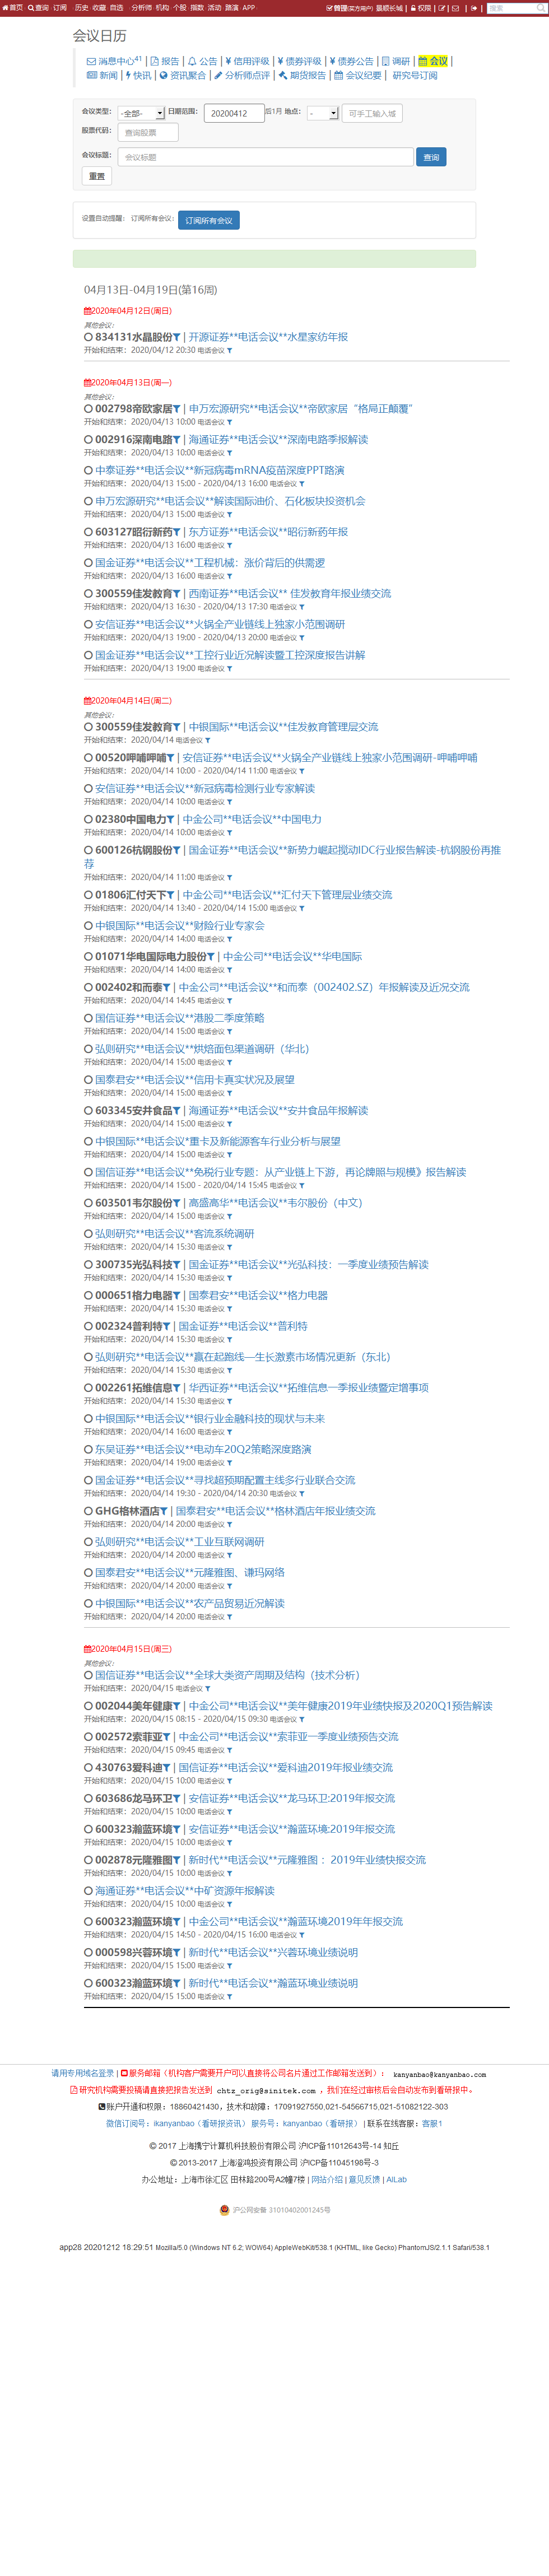 首页 查询 订阅 历史 收藏 自选 分析师 机构 个股 指数 活动 路演 APP 管理(买方用户) 景顺长城 | 权限 | 搜索
会议日历
消息中心41 | 报告 | 公告 | ¥ 信用评级 | ¥ 债券评级 | ¥ 债券公告 | 调研 | 会议 |
新闻 | 快讯 | 资讯聚合 | 分析师点评 | 期货报告 | 会议纪要 | 研究号订阅
会议类型: -全部- 日期范围: 20200412 后1月 地点: - 可手工输入城
股票代码: 查询股票
会议标题: 会议标题 查询
重置
设置自动提醒: 订阅所有会议: 订阅所有会议
04月13日-04月19日(第16周)
2020年04月12日(周日)
其他会议:
834131水晶股份 | 开源证券**电话会议**水星家纺年报
开始和结束: 2020/04/12 20:30 电话会议
2020年04月13日(周一)
其他会议:
002798帝欧家居 | 申万宏源研究**电话会议**帝欧家居“格局正颠覆”
开始和结束: 2020/04/13 10:00 电话会议
002916深南电路 | 海通证券**电话会议**深南电路季报解读
开始和结束: 2020/04/13 10:00 电话会议
中泰证券**电话会议**新冠病毒mRNA疫苗深度PPT路演
开始和结束: 2020/04/13 15:00 - 2020/04/13 16:00 电话会议
申万宏源研究**电话会议**解读国际油价、石化板块投资机会
开始和结束: 2020/04/13 15:00 电话会议
603127昭衍新药 | 东方证券**电话会议**昭衍新药年报
开始和结束: 2020/04/13 16:00 电话会议
国金证券**电话会议**工程机械：涨价背后的供需逻
开始和结束: 2020/04/13 16:00 电话会议
300559佳发教育 | 西南证券**电话会议** 佳发教育年报业绩交流
开始和结束: 2020/04/13 16:30 - 2020/04/13 17:30 电话会议
安信证券**电话会议**火锅全产业链线上独家小范围调研
开始和结束: 2020/04/13 19:00 - 2020/04/13 20:00 电话会议
国金证券**电话会议**工控行业近况解读暨工控深度报告讲解
开始和结束: 2020/04/13 19:00 电话会议
2020年04月14日(周二)
其他会议:
300559佳发教育 | 中银国际**电话会议**佳发教育管理层交流
开始和结束: 2020/04/14 电话会议
00520呷哺呷哺 | 安信证券**电话会议**火锅全产业链线上独家小范围调研-呷哺呷哺
开始和结束: 2020/04/14 10:00 - 2020/04/14 11:00 电话会议
安信证券**电话会议**新冠病毒检测行业专家解读
开始和结束: 2020/04/14 10:00 电话会议
02380中国电力 | 中金公司**电话会议**中国电力
开始和结束: 2020/04/14 10:00 电话会议
600126杭钢股份 | 国金证券**电话会议**新势力崛起搅动IDC行业报告解读-杭钢股份再推
荐
开始和结束: 2020/04/14 11:00 电话会议
01806汇付天下 | 中金公司**电话会议**汇付天下管理层业绩交流
开始和结束: 2020/04/14 13:40 - 2020/04/14 15:00 电话会议
中银国际**电话会议**财险行业专家会
开始和结束: 2020/04/14 14:00 电话会议
01071华电国际电力股份 | 中金公司**电话会议**华电国际
开始和结束: 2020/04/14 14:00 电话会议
002402和而泰 | 中金公司**电话会议**和而泰（002402.SZ）年报解读及近况交流
开始和结束: 2020/04/14 14:45 电话会议
国信证券**电话会议**港股二季度策略
开始和结束: 2020/04/14 15:00 电话会议
弘则研究**电话会议**烘焙面包渠道调研（华北）
开始和结束: 2020/04/14 15:00 电话会议
国泰君安**电话会议**信用卡真实状况及展望
开始和结束: 2020/04/14 15:00 电话会议
603345安井食品 | 海通证券**电话会议**安井食品年报解读
开始和结束: 2020/04/14 15:00 电话会议
中银国际**电话会议*重卡及新能源客车行业分析与展望
开始和结束: 2020/04/14 15:00 电话会议
国信证券**电话会议**免税行业专题：从产业链上下游，再论牌照与规模》报告解读
开始和结束: 2020/04/14 15:00 - 2020/04/14 15:45 电话会议
603501韦尔股份 | 高盛高华**电话会议**韦尔股份（中文）
开始和结束: 2020/04/14 15:00 电话会议
弘则研究**电话会议**客流系统调研
开始和结束: 2020/04/14 15:30 电话会议
300735光弘科技 | 国金证券**电话会议**光弘科技：一季度业绩预告解读
开始和结束: 2020/04/14 15:30 电话会议
000651格力电器 | 国泰君安**电话会议**格力电器
开始和结束: 2020/04/14 15:30 电话会议
002324普利特 | 国金证券**电话会议**普利特
开始和结束: 2020/04/14 15:30 电话会议
弘则研究**电话会议**赢在起跑线—生长激素市场情况更新（东北）
开始和结束: 2020/04/14 15:30 电话会议
002261拓维信息 | 华西证券**电话会议**拓维信息一季报业绩暨定增事项
开始和结束: 2020/04/14 15:30 电话会议
中银国际**电话会议**银行业金融科技的现状与未来
开始和结束: 2020/04/14 16:00 电话会议
东吴证券**电话会议**电动车20Q2策略深度路演
开始和结束: 2020/04/14 19:00 电话会议
国金证券**电话会议**寻找超预期配置主线多行业联合交流
开始和结束: 2020/04/14 19:30 - 2020/04/14 20:30 电话会议
GHG格林酒店 | 国泰君安**电话会议**格林酒店年报业绩交流
开始和结束: 2020/04/14 20:00 电话会议
弘则研究**电话会议**工业互联网调研
开始和结束: 2020/04/14 20:00 电话会议
国泰君安**电话会议**元隆雅图、谦玛网络
开始和结束: 2020/04/14 20:00 电话会议
中银国际**电话会议**农产品贸易近况解读
开始和结束: 2020/04/14 20:00 电话会议
2020年04月15日(周三)
其他会议:
国信证券**电话会议**全球大类资产周期及结构（技术分析）
开始和结束: 2020/04/15 电话会议
002044美年健康 | 中金公司**电话会议**美年健康2019年业绩快报及2020Q1预告解读
开始和结束: 2020/04/15 08:15 - 2020/04/15 09:30 电话会议
002572索菲亚 | 中金公司**电话会议**索菲亚一季度业绩预告交流
开始和结束: 2020/04/15 09:45 电话会议
430763爱科迪 | 国信证券**电话会议**爱科迪2019年报业绩交流
开始和结束: 2020/04/15 10:00 电话会议
603686龙马环卫 | 安信证券**电话会议**龙马环卫:2019年报交流
开始和结束: 2020/04/15 10:00 电话会议
600323瀚蓝环境 | 安信证券**电话会议**瀚蓝环境:2019年报交流
开始和结束: 2020/04/15 10:00 电话会议
002878元隆雅图 | 新时代**电话会议**元隆雅图： 2019年业绩快报交流
开始和结束: 2020/04/15 10:00 电话会议
海通证券**电话会议**中矿资源年报解读
开始和结束: 2020/04/15 10:00 电话会议
600323瀚蓝环境 | 中金公司**电话会议**瀚蓝环境2019年年报交流
开始和结束: 2020/04/15 14:50 - 2020/04/15 16:00 电话会议
000598兴蓉环境 | 新时代**电话会议**兴蓉环境业绩说明
开始和结束: 2020/04/15 15:00 电话会议
600323瀚蓝环境 | 新时代**电话会议**瀚蓝环境业绩说明
开始和结束: 2020/04/15 15:00 电话会议
请用专用域名登录 | 服务邮箱（机构客户需要开户可以直接将公司名片通过工作邮箱发送到）： kanyanbao@kanyanbao.com
研究机构需要投稿请直接把报告发送到 chtz_orig@sinitek.com ，我们在经过审核后会自动发布到看研报中。
账户开通和权限：18860421430，技术和故障：17091927550,021-54566715,021-51082122-303
微信订阅号：ikanyanbao（看研报资讯） 服务号：kanyanbao（看研报） | 联系在线客服：客服1
© 2017 上海携宁计算机科技股份有限公司 沪ICP备11012643号-14 知丘
© 2013-2017 上海溢鸿投资有限公司 沪ICP备11045198号-3
办公地址：上海市徐汇区 田林路200号A2幢7楼 | 网站介绍 | 意见反馈 | AILab
沪公网安备 31010402001245号
app28 20201212 18:29:51 Mozilla/5.0 (Windows NT 6.2; WOW64) AppleWebKit/538.1 (KHTML, like Gecko) PhantomJS/2.1.1 Safari/538.1